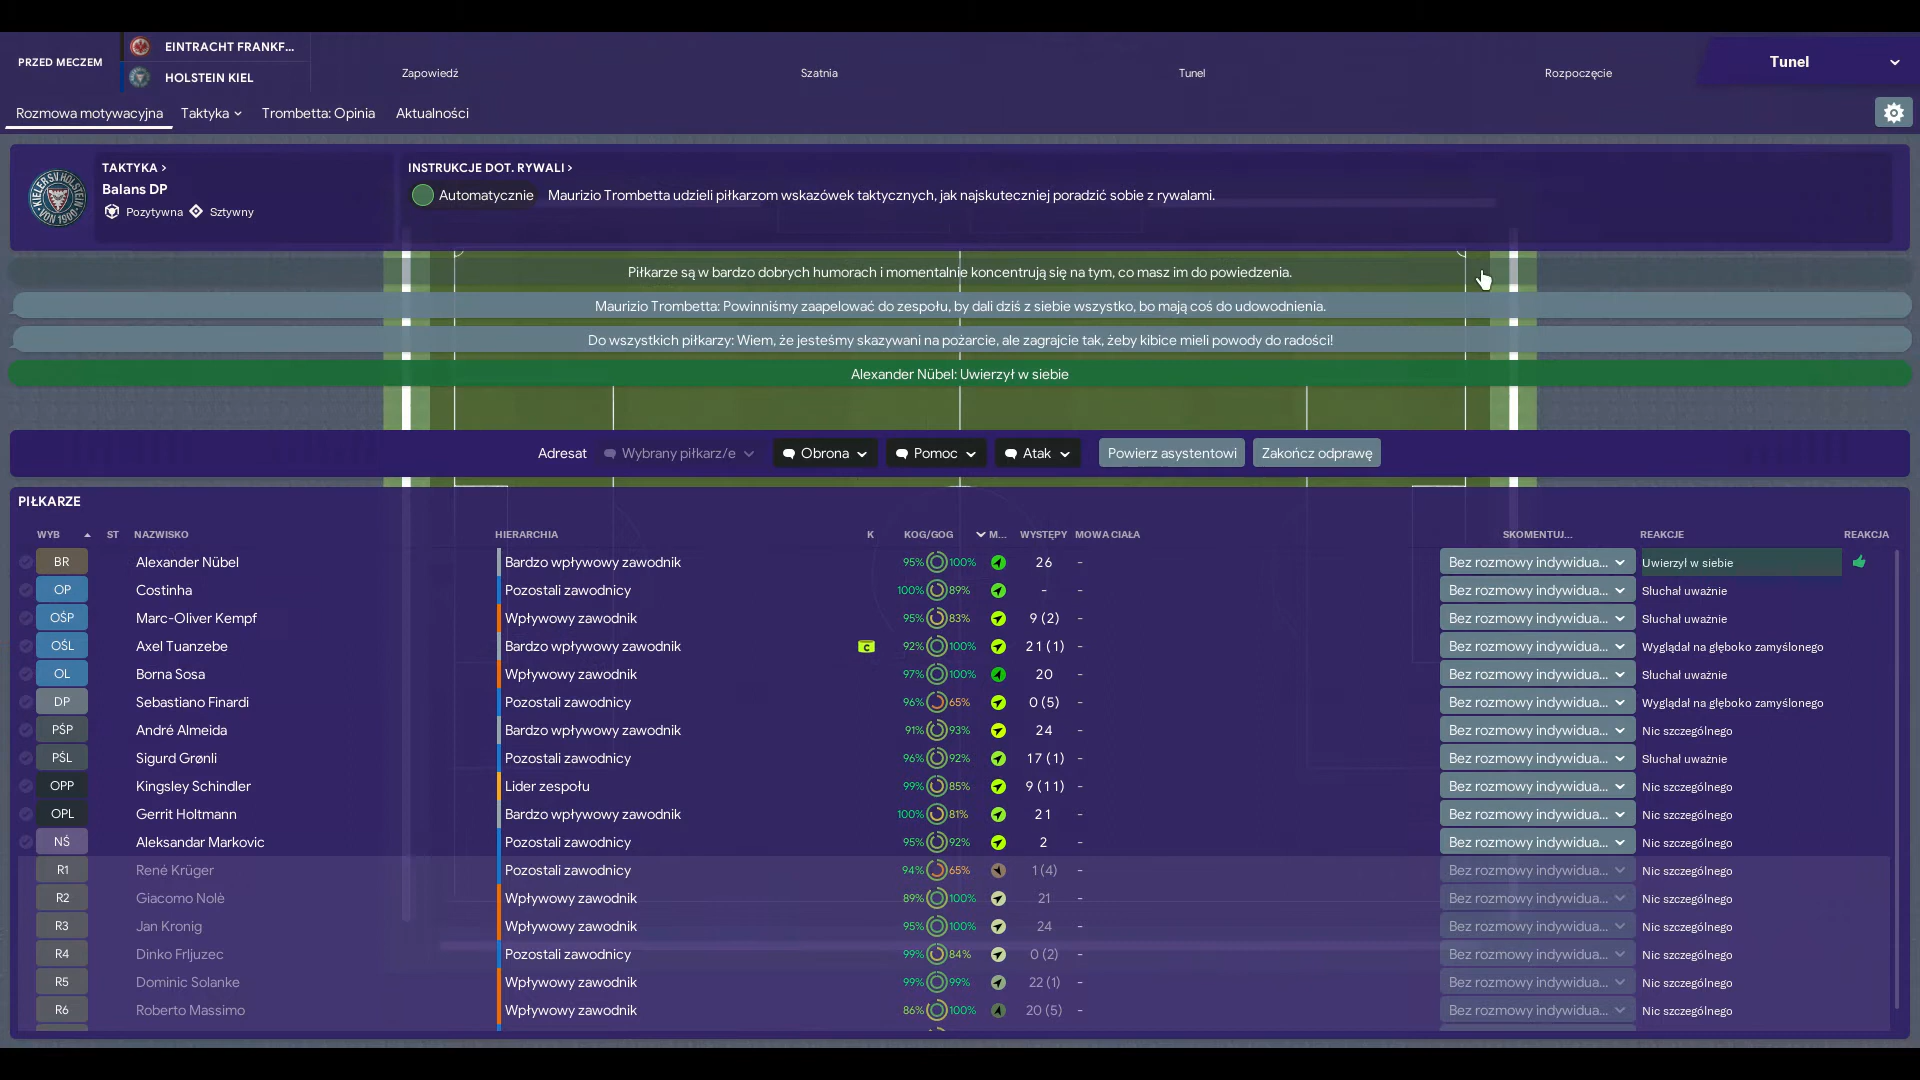 PRZED MECZEM
EINTRACHT FRANKF...
HOLSTEIN KIEL
Zapowiedź
Szatnia
Tunel
Rozpoczęcie
Tunel
Rozmowa motywacyjna
Taktyka
Trombetta: Opinia
Aktualności
KIELER SV HOLSTEIN
VON 1900
TAKTYKA >
Balans DP
Pozytywna
Sztywny
INSTRUKCJE DOT. RYWALI >
Automatycznie
Maurizio Trombetta udzieli piłkarzom wskazówek taktycznych, jak najskuteczniej poradzić sobie z rywalami.
Piłkarze są w bardzo dobrych humorach i momentalnie koncentrują się na tym, co masz im do powiedzenia.
Maurizio Trombetta: Powinniśmy zaapelować do zespołu, by dali dziś z siebie wszystko, bo mają coś do udowodnienia.
Do wszystkich piłkarzy: Wiem, że jesteśmy skazywani na pożarcie, ale zagrajcie tak, żeby kibice mieli powody do radości!
Alexander Nübel: Uwierzył w siebie
Adresat Wybrany piłkarz/e Obrona Pomoc Atak Powierz asystentowi Zakończ odprawę
PIŁKARZE
WYB ST NAZWISKO HIERARCHIA K KOG/GOG M... WYSTĘPY MOWA CIAŁA SKOMENTUJ... REAKCJE REAKCJA
BR Alexander Nübel Bardzo wpływowy zawodnik 95% 100% 26 - Bez rozmowy indywidua... Uwierzył w siebie
OP Costinha Pozostali zawodnicy 100% 89% - - Bez rozmowy indywidua... Słuchał uważnie
OŚP Marc-Oliver Kempf Wpływowy zawodnik 95% 83% 9 (2) - Bez rozmowy indywidua... Słuchał uważnie
OŚL Axel Tuanzebe Bardzo wpływowy zawodnik C 92% 100% 21 (1) - Bez rozmowy indywidua... Wyglądał na głęboko zamyślonego
OL Borna Sosa Wpływowy zawodnik 97% 100% 20 - Bez rozmowy indywidua... Słuchał uważnie
DP Sebastiano Finardi Pozostali zawodnicy 96% 65% 0 (5) - Bez rozmowy indywidua... Wyglądał na głęboko zamyślonego
PŚP André Almeida Bardzo wpływowy zawodnik 91% 93% 24 - Bez rozmowy indywidua... Nic szczególnego
PŚL Sigurd Grønli Pozostali zawodnicy 96% 92% 17 (1) - Bez rozmowy indywidua... Słuchał uważnie
OPP Kingsley Schindler Lider zespołu 99% 85% 9 (11) - Bez rozmowy indywidua... Nic szczególnego
OPL Gerrit Holtmann Bardzo wpływowy zawodnik 100% 81% 21 - Bez rozmowy indywidua... Nic szczególnego
NŚ Aleksandar Markovic Pozostali zawodnicy 95% 92% 2 - Bez rozmowy indywidua... Nic szczególnego
R1 René Krüger Pozostali zawodnicy 94% 65% 1 (4) - Bez rozmowy indywidua... Nic szczególnego
R2 Giacomo Nolè Wpływowy zawodnik 89% 100% 21 - Bez rozmowy indywidua... Nic szczególnego
R3 Jan Kronig Wpływowy zawodnik 95% 100% 24 - Bez rozmowy indywidua... Nic szczególnego
R4 Dinko Frljuzec Pozostali zawodnicy 99% 84% 0 (2) - Bez rozmowy indywidua... Nic szczególnego
R5 Dominic Solanke Wpływowy zawodnik 99% 99% 22 (1) - Bez rozmowy indywidua... Nic szczególnego
R6 Roberto Massimo Wpływowy zawodnik 86% 100% 20 (5) - Bez rozmowy indywidua... Nic szczególnego